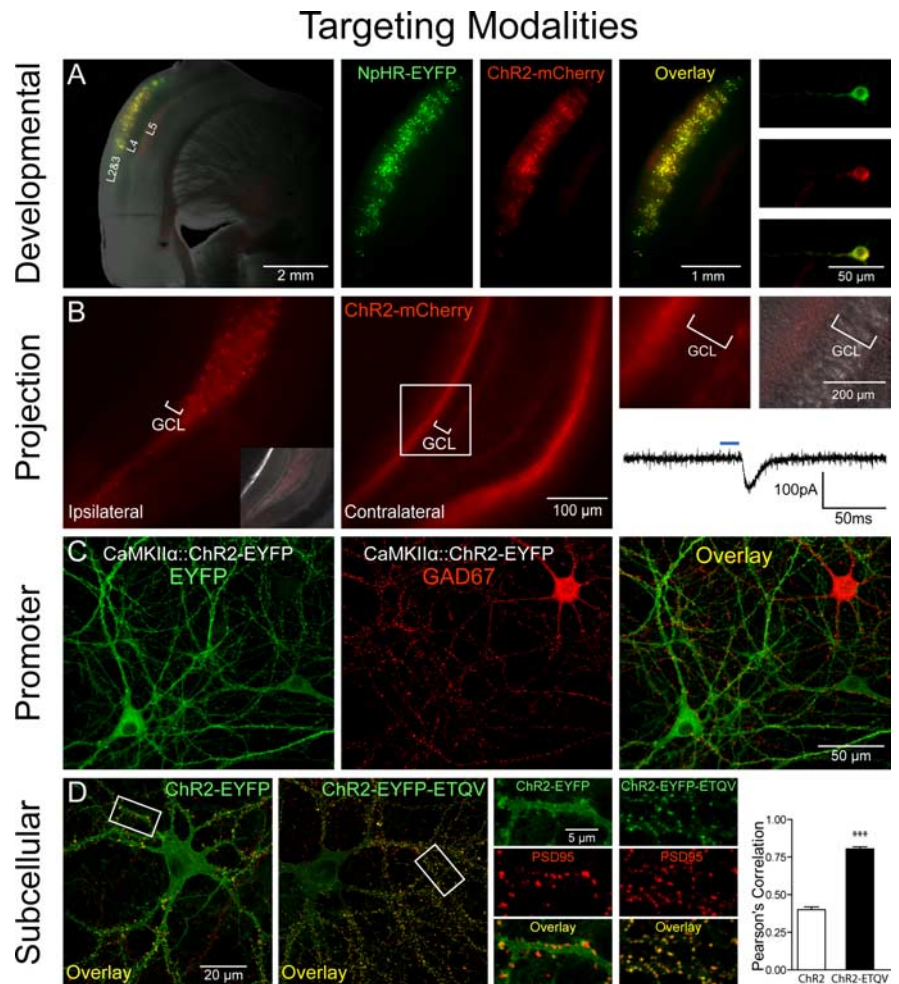 Targeting Modalities
Developmental
A
L2&3
L4
L5
2 mm
NpHR-EYFP
ChR2-mCherry
Overlay
1 mm
50 µm
Projection
B
GCL
Ipsilateral
ChR2-mCherry
GCL
Contralateral
100 µm
GCL
GCL
200 µm
100pA
50ms
Promoter
C
CaMKIIα::ChR2-EYFP
EYFP
CaMKIIα::ChR2-EYFP
GAD67
Overlay
50 µm
Subcellular
D
ChR2-EYFP
Overlay
20 µm
ChR2-EYFP-ETQV
Overlay
ChR2-EYFP
5 µm
PSD95
Overlay
ChR2-EYFP-ETQV
PSD95
Overlay
Pearson's Correlation
1.00
0.75
0.50
0.25
0.00
ChR2
ChR2-ETQV
***